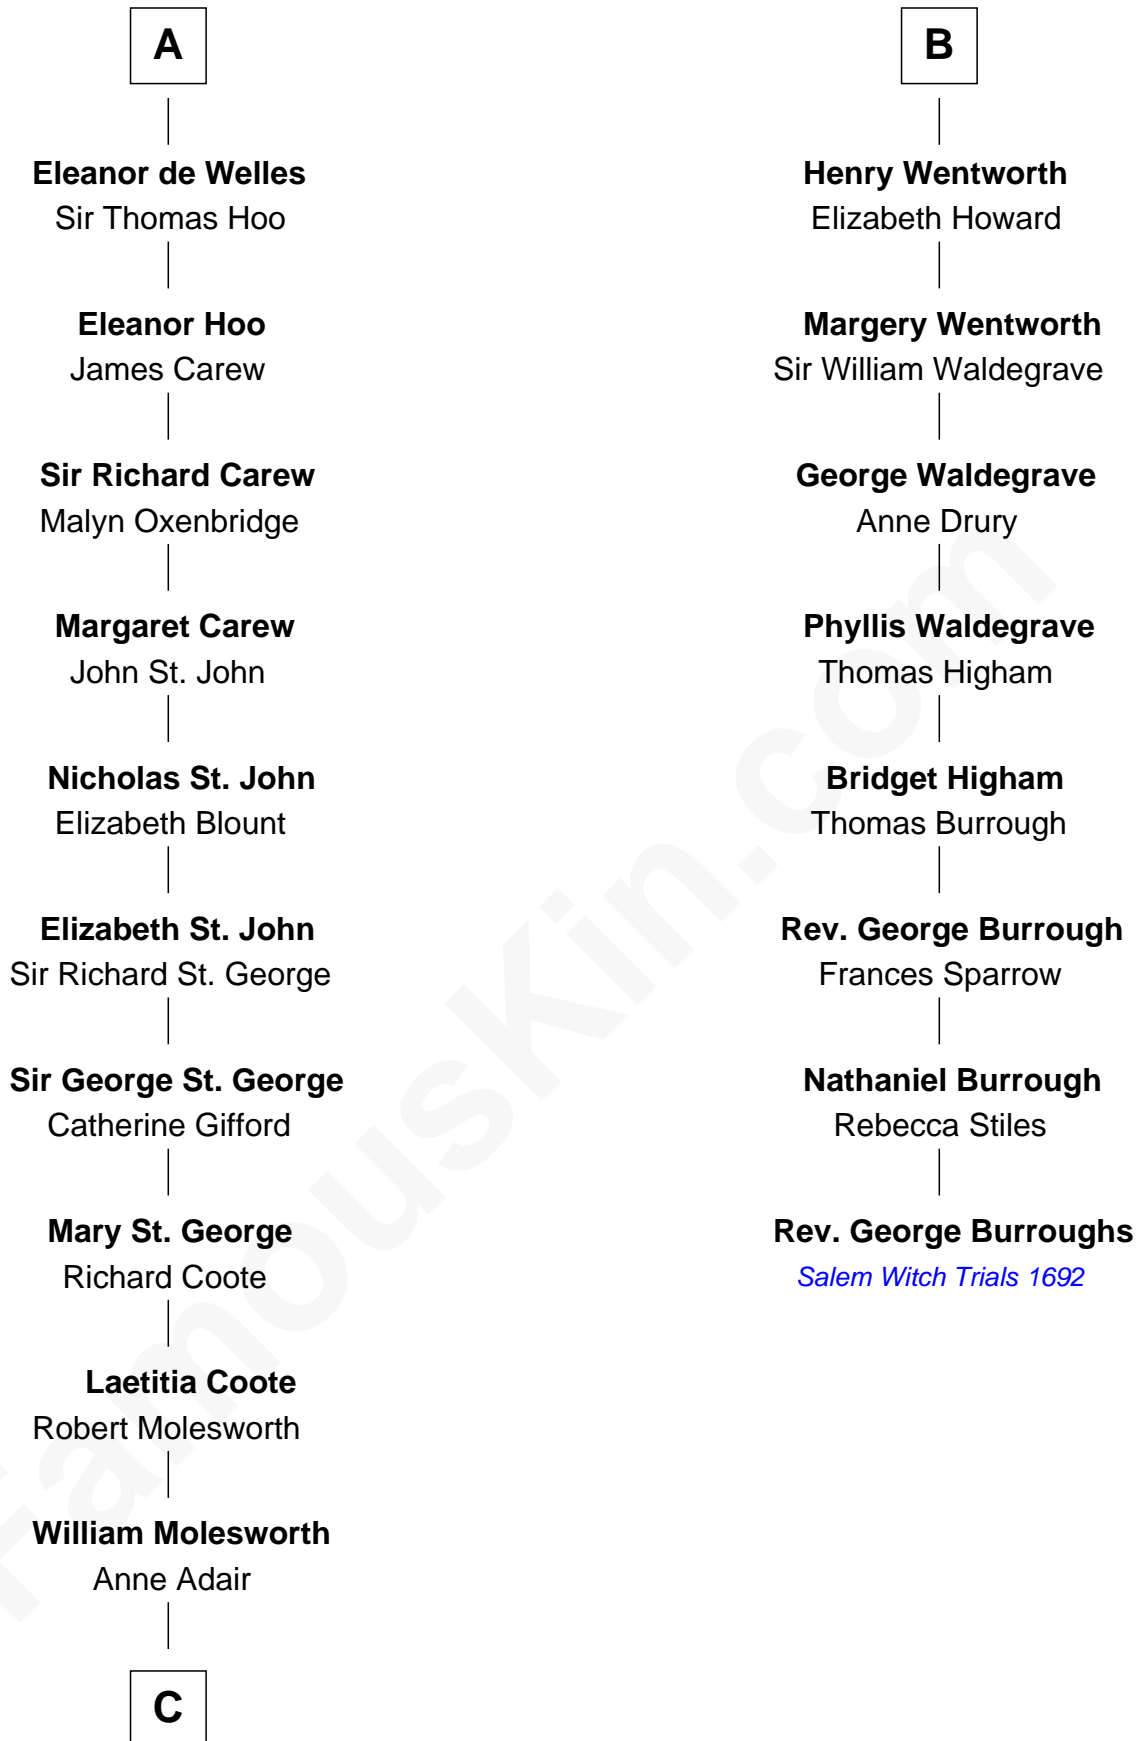 A
Eleanor de Welles
Sir Thomas Hoo
Eleanor Hoo
James Carew
Sir Richard Carew
Malyn Oxenbridge
Margaret Carew
John St. John
Nicholas St. John
Elizabeth Blount
Elizabeth St. John
Sir Richard St. George
Sir George St. George
Catherine Gifford
Mary St. George
Richard Coote
Laetitia Coote
Robert Molesworth
William Molesworth
Anne Adair
C
B
Henry Wentworth
Elizabeth Howard
Margery Wentworth
Sir William Waldegrave
George Waldegrave
Anne Drury
Phyllis Waldegrave
Thomas Higham
Bridget Higham
Thomas Burrough
Rev. George Burrough
Frances Sparrow
Nathaniel Burrough
Rebecca Stiles
Rev. George Burroughs
Salem Witch Trials 1692
FamousKin.com